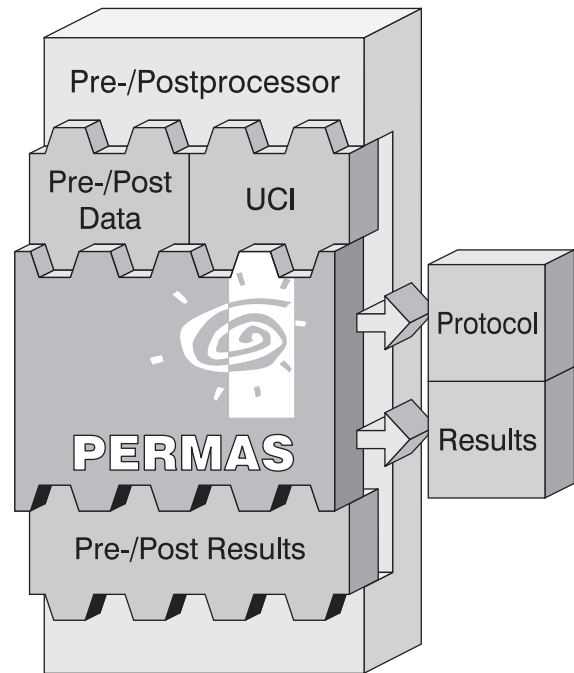 Pre-/Postprocessor
Pre-/Post
Data
UCI
Protocol
Results
PERMAS
Pre-/Post Results